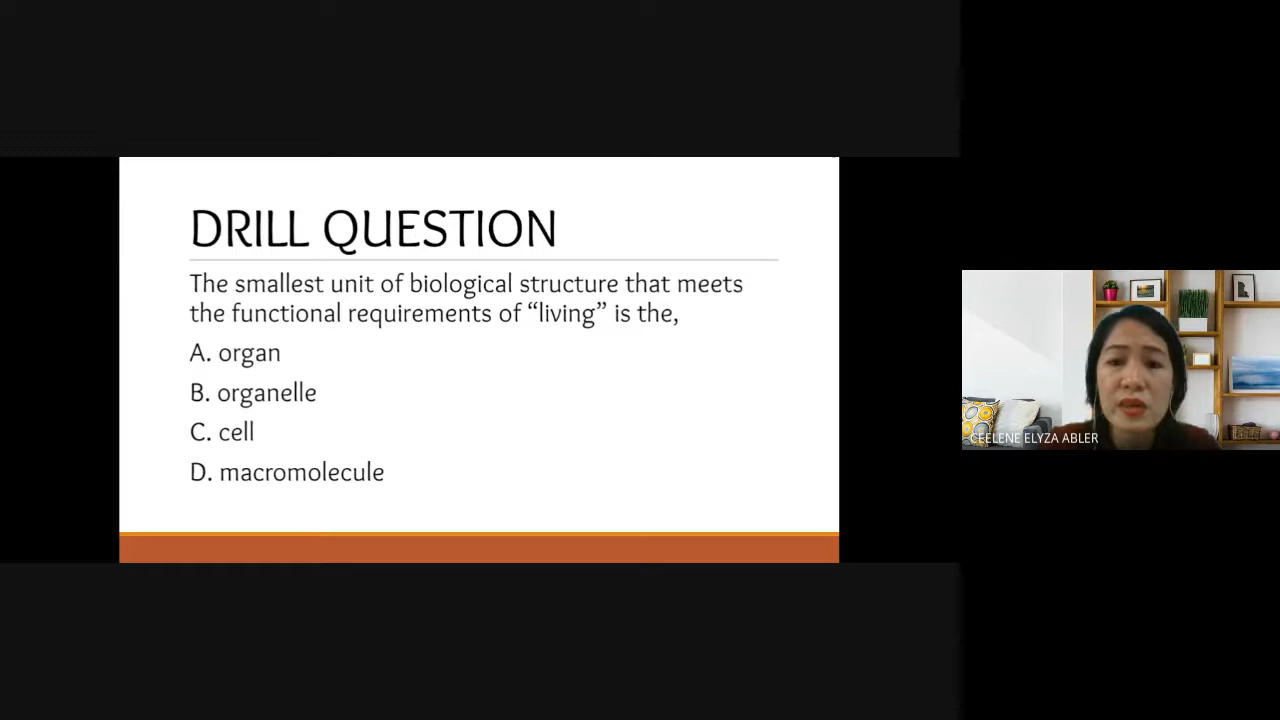 DRILL QUESTION
The smallest unit of biological structure that meets
the functional requirements of “living” is the,
A. organ
B. organelle
C. cell
D. macromolecule
CEELENE ELYZA ABLER